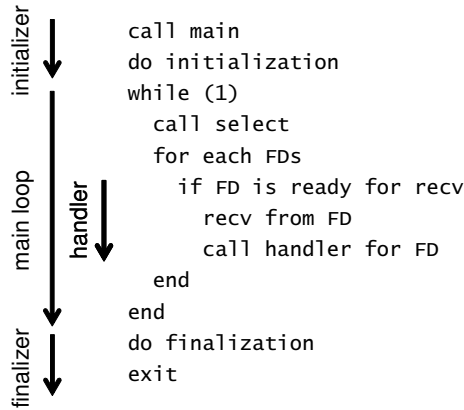 initializer
main loop
handler
finalizer
call main
do initialization
while (1)
call select
for each FDs
if FD is ready for recv
recv from FD
call handler for FD
end
end
do finalization
exit